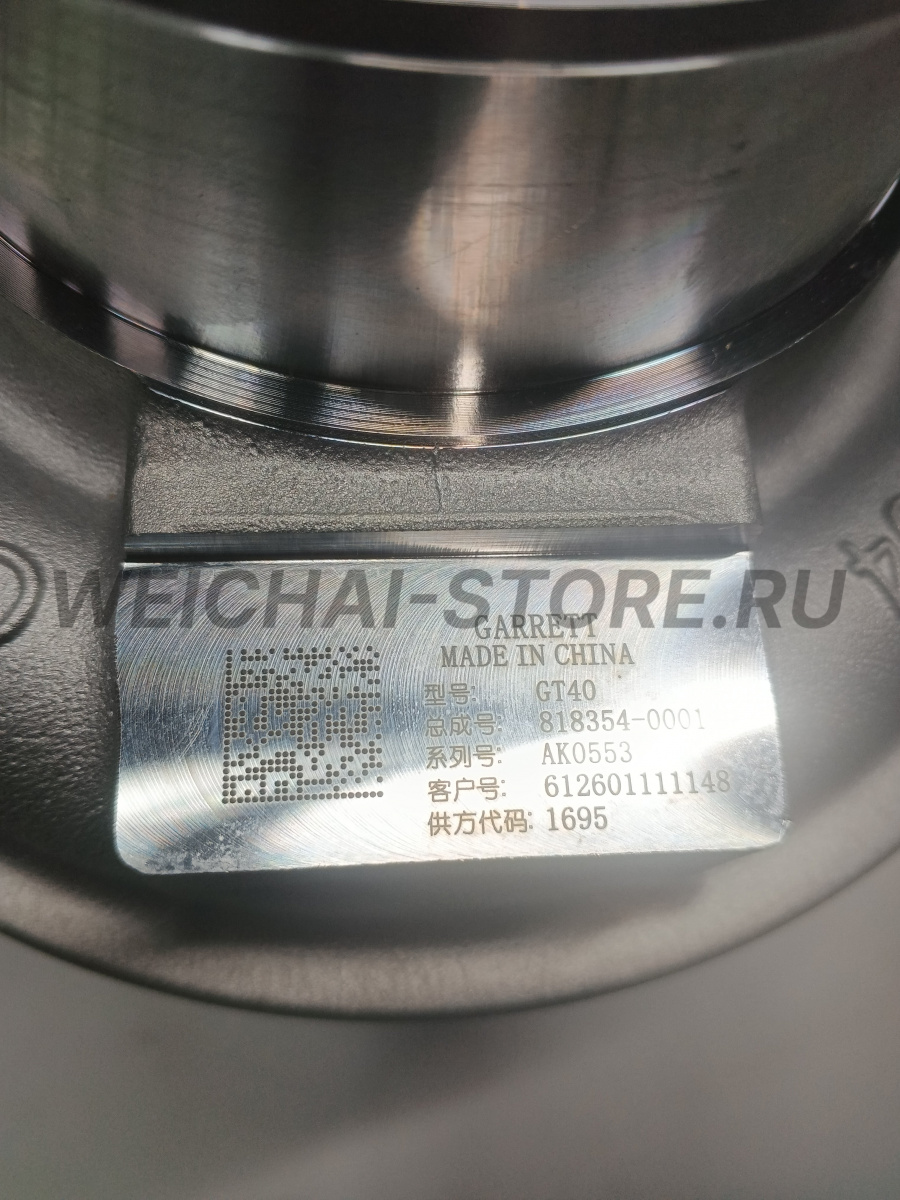 WEICHAI-STORE.RU
GARRETT
MADE IN CHINA
型号: GT40
总成号: 818354-0001
系列号: AK0553
客户号: 612601111148
供方代码: 1695